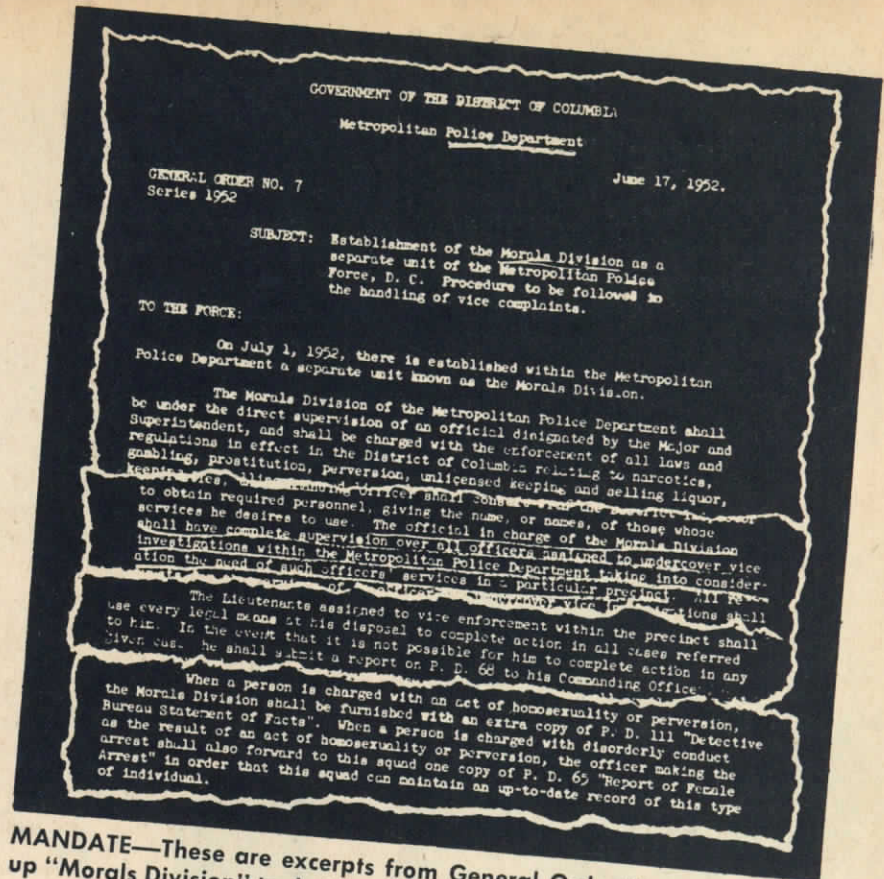 GOVERNMENT OF THE DISTRICT OF COLUMBIA
Metropolitan Police Department
GENERAL ORDER NO. 7
June 17, 1952.
Series 1952
SUBJECT: Establishment of the Morals Division as a
separate unit of the Metropolitan Police
Force, D. C. Procedure to be followed in
the handling of vice complaints.
TO THE FORCE:
On July 1, 1952, there is established within the Metropolitan
Police Department a separate unit known as the Morals Division.
The Morals Division of the Metropolitan Police Department shall
be under the direct supervision of an official disignated by the Major and
Superintendent, and shall be charged with the enforcement of all laws and
regulations in effect in the District of Columbia relating to narcotics,
gambling, prostitution, perversion, unlicensed keeping and selling liquor,
keeping officer shall
to obtain required personnel, giving the name, or names, of those whose
services he desires to use. The official in charge of the Morals Division
shall have complete supervision over all officers assigned to undercover vice
investigations within the Metropolitan Police Department taking into consider-
ation the need of such officers' services in a particular precinct. All re-
of undercover vice shall
The Lieutenants assigned to vice enforcement within the precinct shall
use every legal means at his disposal to complete action in all cases referred
to him. In the event that it is not possible for him to complete action in any
given case he shall submit a report on P. D. 68 to his Commanding Officer
When a person is charged with an act of homosexuality or perversion,
the Morals Division shall be furnished with an extra copy of P. D. 111 "Detective
Bureau Statement of Facts". When a person is charged with disorderly conduct
as the result of an act of homosexuality or perversion, the officer making the
arrest shall also forward to this squad one copy of P. D. 65 "Report of Female
Arrest" in order that this squad can maintain an up-to-date record of this type
of individual.
MANDATE—These are excerpts from General
up "Morals Division"